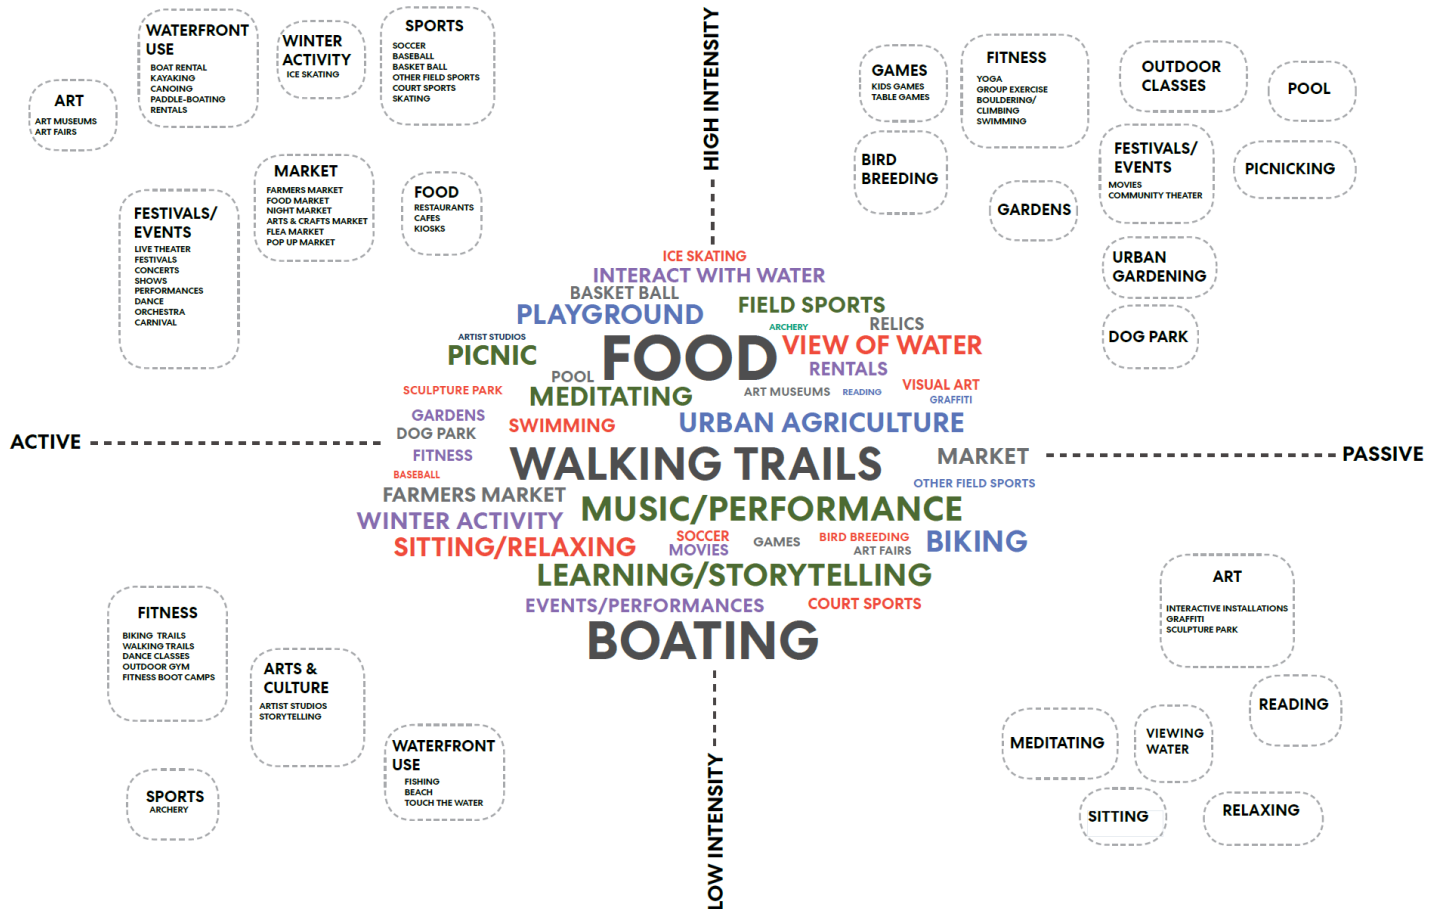 WATERFRONT
USE
BOAT RENTAL
KAYAKING
CANOING
PADDLE-BOATING
RENTALS
WINTER
ACTIVITY
ICE SKATING
SPORTS
SOCCER
BASEBALL
BASKET BALL
OTHER FIELD SPORTS
COURT SPORTS
SKATING
ART
ART MUSEUMS
ART FAIRS
MARKET
FARMERS MARKET
FOOD MARKET
NIGHT MARKET
ARTS & CRAFTS MARKET
FLEA MARKET
POP UP MARKET
FOOD
RESTAURANTS
CAFES
KIOSKS
FESTIVALS/
EVENTS
LIVE THEATER
FESTIVALS
CONCERTS
SHOWS
PERFORMANCES
DANCE
ORCHESTRA
CARNIVAL
HIGH INTENSITY
GAMES
KIDS GAMES
TABLE GAMES
FITNESS
YOGA
GROUP EXERCISE
BOULDERING/
CLIMBING
SWIMMING
OUTDOOR
CLASSES
POOL
BIRD
BREEDING
FESTIVALS/
EVENTS
MOVIES
COMMUNITY THEATER
PICNICKING
GARDENS
URBAN
GARDENING
DOG PARK
ICE SKATING
INTERACT WITH WATER
BASKET BALL
PLAYGROUND
FIELD SPORTS
ARCHERY
RELICS
ARTIST STUDIOS
PICNIC
FOOD
VIEW OF WATER
RENTALS
POOL
SCULPTURE PARK
MEDITATING
ART MUSEUMS
READING
VISUAL ART
GRAFFITI
GARDENS
SWIMMING
URBAN AGRICULTURE
DOG PARK
ACTIVE
FITNESS
WALKING TRAILS
MARKET
PASSIVE
BASEBALL
OTHER FIELD SPORTS
FARMERS MARKET
MUSIC/PERFORMANCE
WINTER ACTIVITY
SITTING/RELAXING
SOCCER
MOVIES
GAMES
BIRD BREEDING
ART FAIRS
BIKING
LEARNING/STORYTELLING
EVENTS/PERFORMANCES
COURT SPORTS
BOATING
FITNESS
BIKING TRAILS
WALKING TRAILS
DANCE CLASSES
OUTDOOR GYM
FITNESS BOOT CAMPS
ARTS &
CULTURE
ARTIST STUDIOS
STORYTELLING
WATERFRONT
USE
FISHING
BEACH
TOUCH THE WATER
SPORTS
ARCHERY
LOW INTENSITY
ART
INTERACTIVE INSTALLATIONS
GRAFFITI
SCULPTURE PARK
READING
MEDITATING
VIEWING
WATER
SITTING
RELAXING